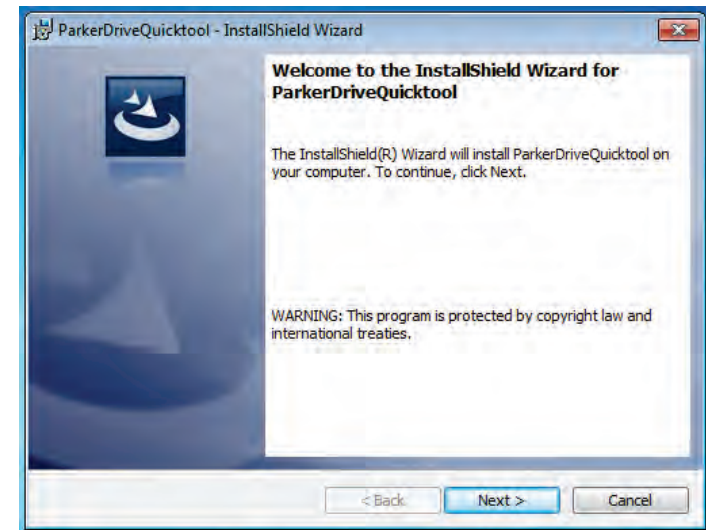 ParkerDriveQuicktool - InstallShield Wizard
Welcome to the InstallShield Wizard for
ParkerDriveQuicktool
The InstallShield(R) Wizard will install ParkerDriveQuicktool on
your computer. To continue, click Next.
WARNING: This program is protected by copyright law and
international treaties.
< Back
Next >
Cancel